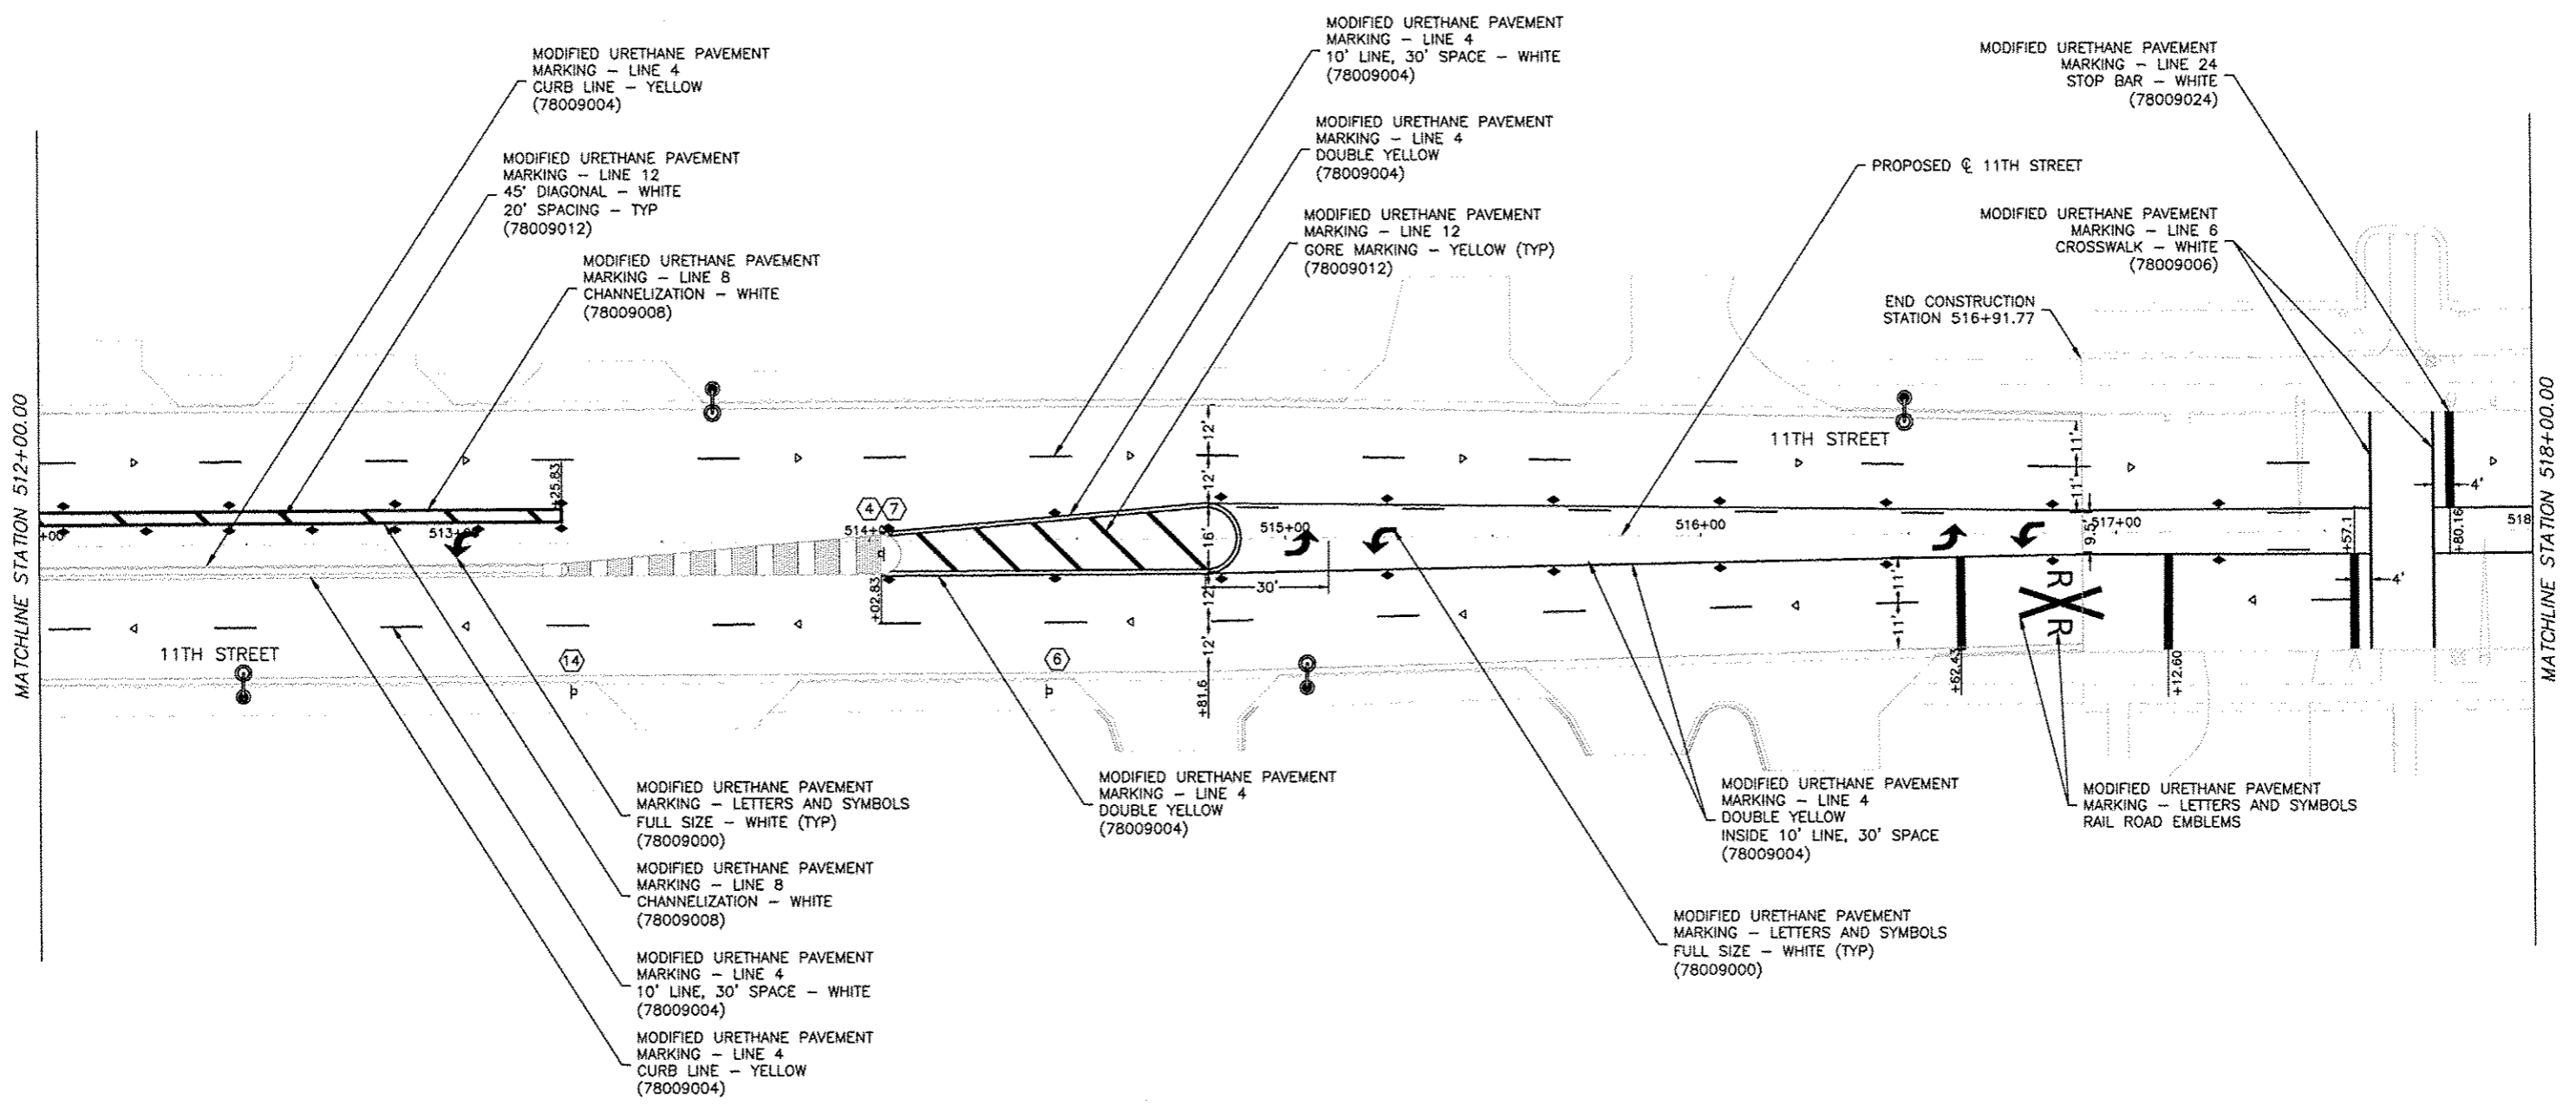 MODIFIED URETHANE PAVEMENT
MARKING – LINE 4
CURB LINE – YELLOW
(78009004)
MODIFIED URETHANE PAVEMENT
MARKING – LINE 12
45° DIAGONAL – WHITE
20' SPACING – TYP
(78009012)
MODIFIED URETHANE PAVEMENT
MARKING – LINE 8
CHANNELIZATION – WHITE
(78009008)
MODIFIED URETHANE PAVEMENT
MARKING – LINE 4
10' LINE, 30' SPACE – WHITE
(78009004)
MODIFIED URETHANE PAVEMENT
MARKING – LINE 4
DOUBLE YELLOW
(78009004)
MODIFIED URETHANE PAVEMENT
MARKING – LINE 12
GORE MARKING – YELLOW (TYP)
(78009012)
MODIFIED URETHANE PAVEMENT
MARKING – LINE 24
STOP BAR – WHITE
(78009024)
PROPOSED ℄ 11TH STREET
MODIFIED URETHANE PAVEMENT
MARKING – LINE 6
CROSSWALK – WHITE
(78009006)
END CONSTRUCTION
STATION 516+91.77
MATCHLINE STATION 512+00.00
MATCHLINE STATION 518+00.00
11TH STREET
12'
12'
16'
12'
12'
+81.6
11'
11'
9.5'
11'
11'
+25.83
+00
4
7
+02.83
515+00
516+00
517+00
518
30'
+57.1
+80.16
4'
4'
11TH STREET
14
6
+62.43
R
R
+12.60
MODIFIED URETHANE PAVEMENT
MARKING – LETTERS AND SYMBOLS
FULL SIZE – WHITE (TYP)
(78009000)
MODIFIED URETHANE PAVEMENT
MARKING – LINE 8
CHANNELIZATION – WHITE
(78009008)
MODIFIED URETHANE PAVEMENT
MARKING – LINE 4
10' LINE, 30' SPACE – WHITE
(78009004)
MODIFIED URETHANE PAVEMENT
MARKING – LINE 4
CURB LINE – YELLOW
(78009004)
MODIFIED URETHANE PAVEMENT
MARKING – LINE 4
DOUBLE YELLOW
(78009004)
MODIFIED URETHANE PAVEMENT
MARKING – LINE 4
DOUBLE YELLOW
INSIDE 10' LINE, 30' SPACE
(78009004)
MODIFIED URETHANE PAVEMENT
MARKING – LETTERS AND SYMBOLS
RAIL ROAD EMBLEMS
MODIFIED URETHANE PAVEMENT
MARKING – LETTERS AND SYMBOLS
FULL SIZE – WHITE (TYP)
(78009000)